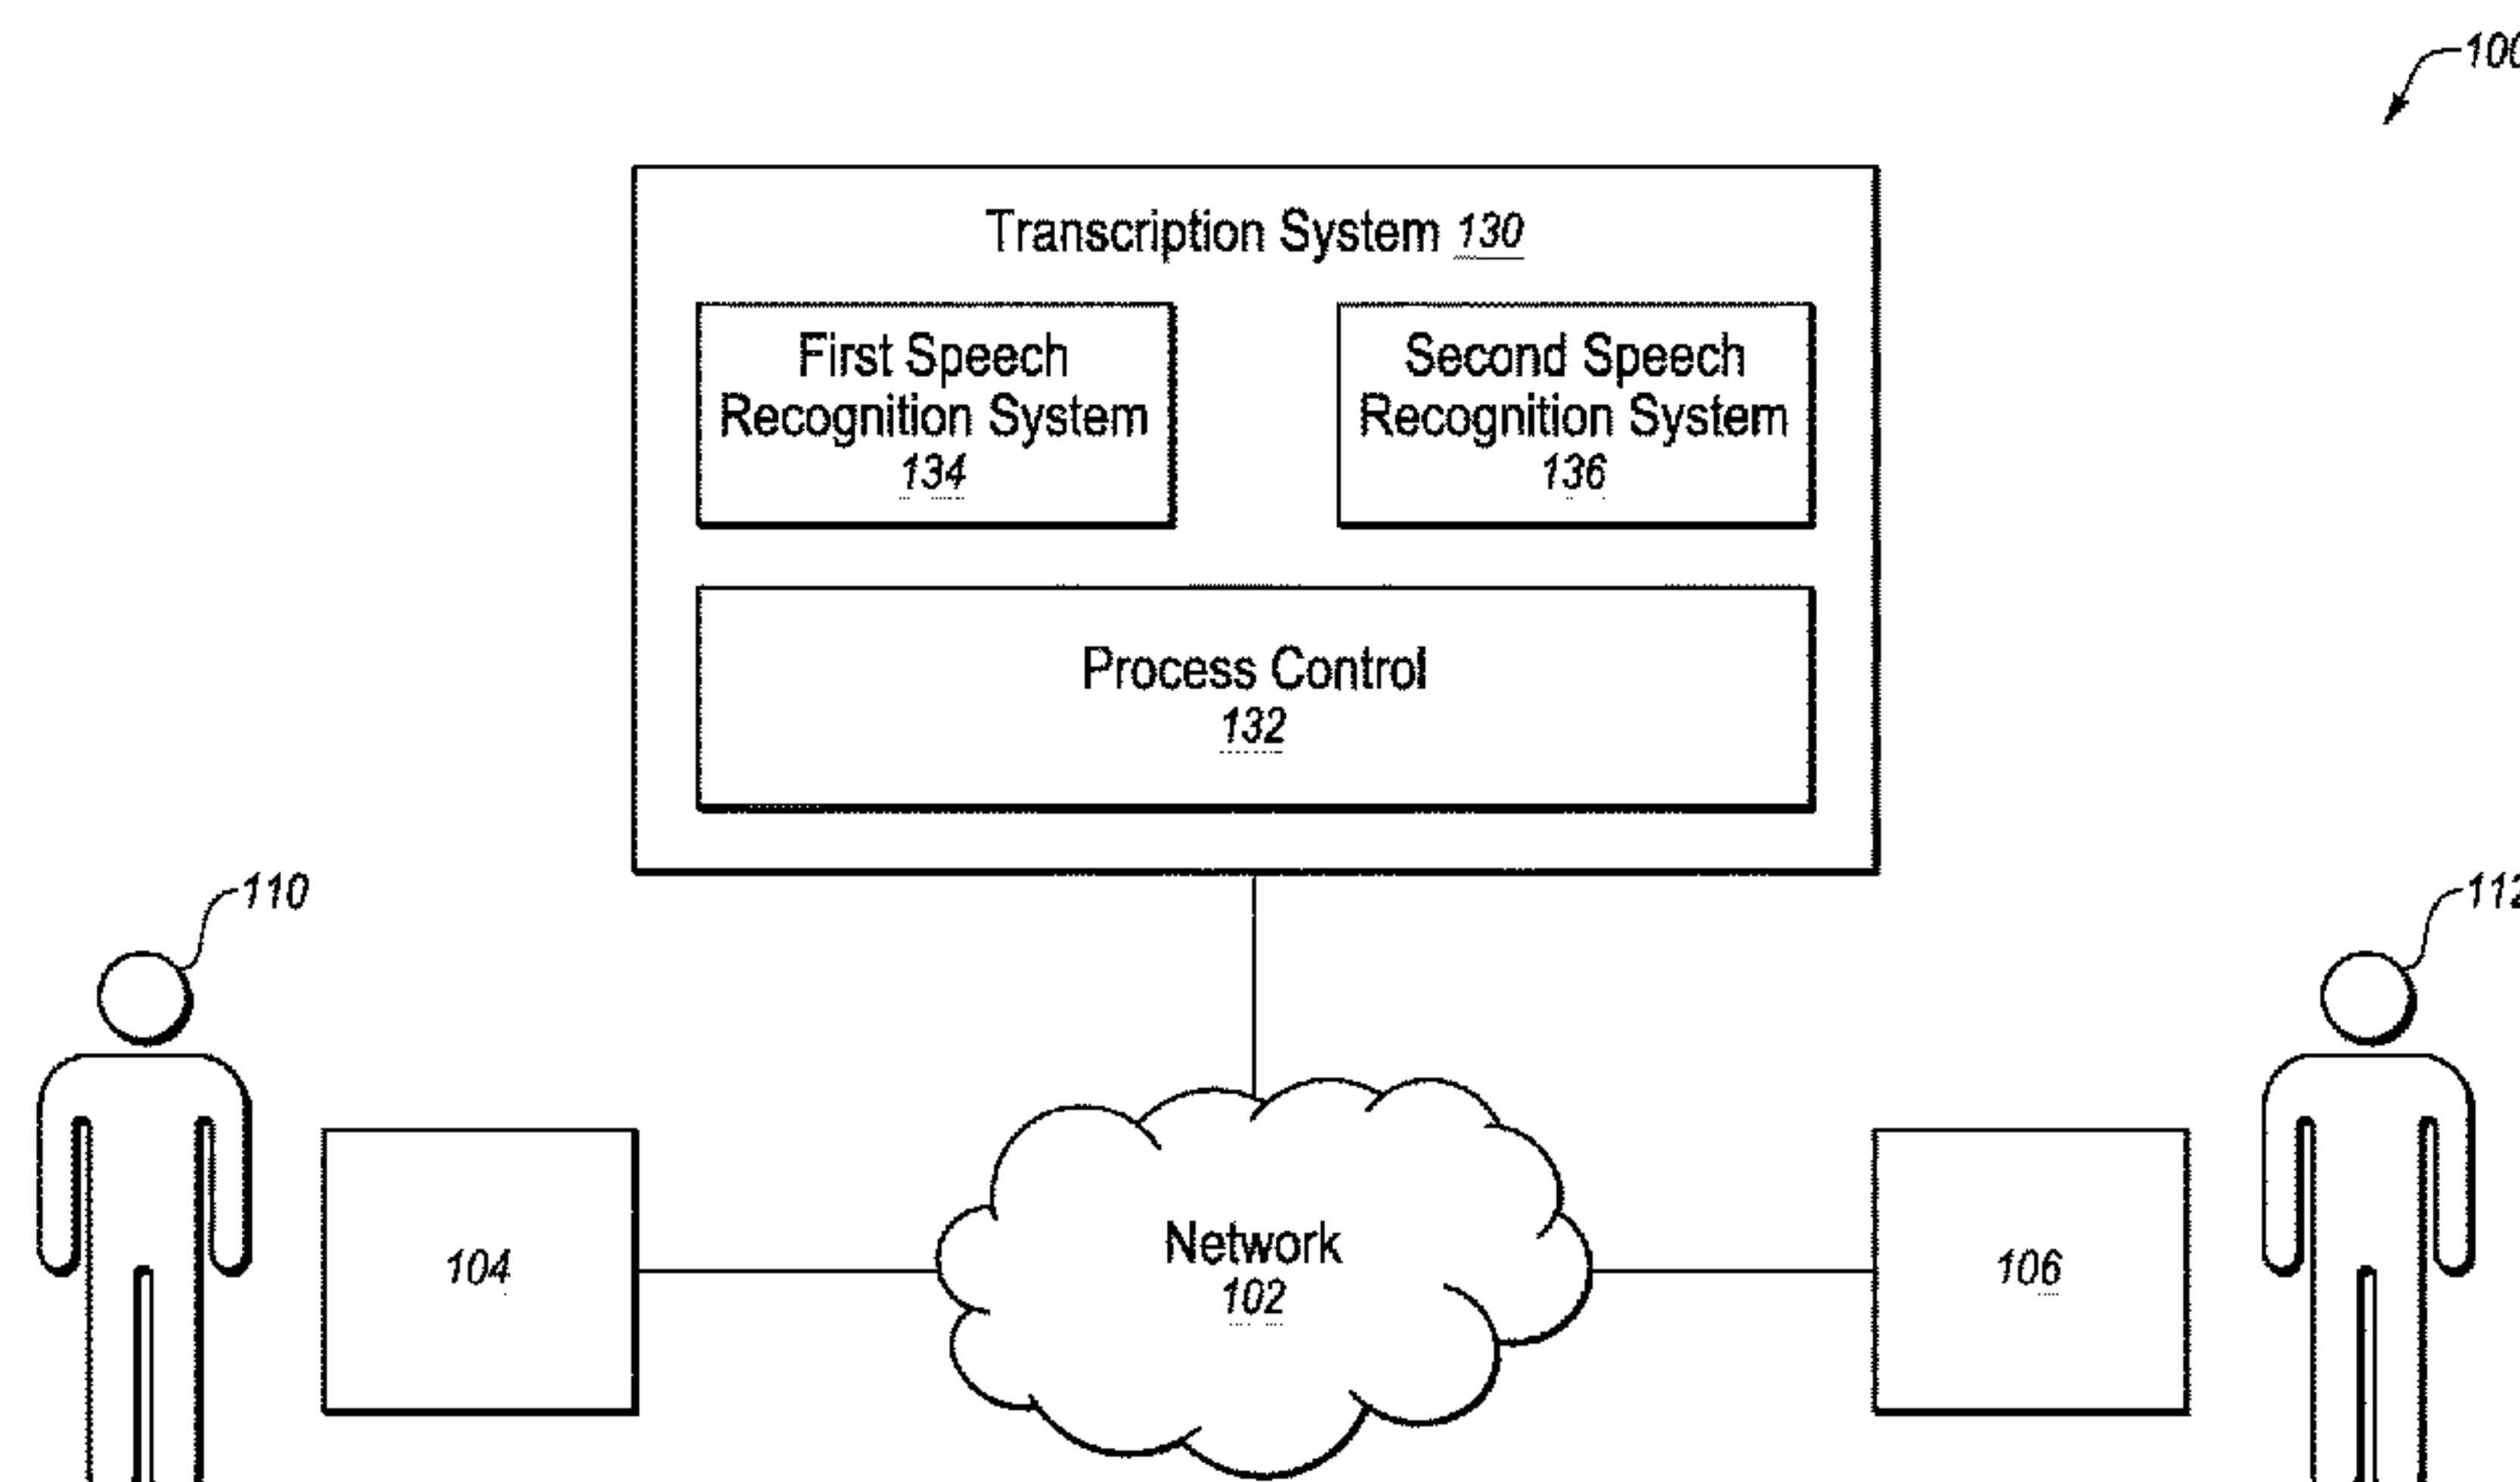 100
Transcription System 130
First Speech
Recognition System
134
Second Speech
Recognition System
136
Process Control
132
110
112
104
Network
102
106